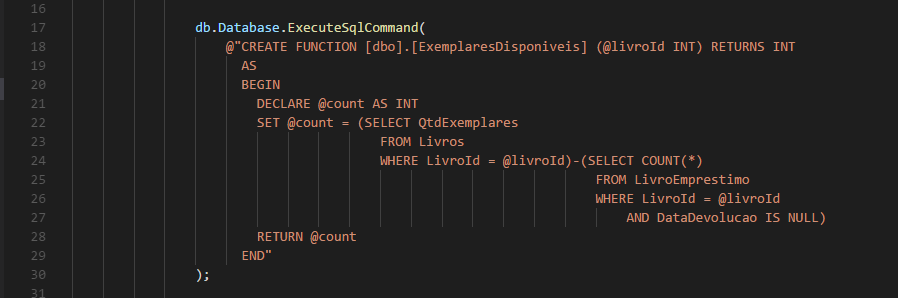 16
17 db.Database.ExecuteSqlCommand(
18 @"CREATE FUNCTION [dbo].[ExemplaresDisponiveis] (@livroId INT) RETURNS INT
19 AS
20 BEGIN
21 DECLARE @count AS INT
22 SET @count = (SELECT QtdExemplares
23 FROM Livros
24 WHERE LivroId = @livroId)-(SELECT COUNT(*)
25 FROM LivroEmprestimo
26 WHERE LivroId = @livroId
27 AND DataDevolucao IS NULL)
28 RETURN @count
29 END"
30 );
31